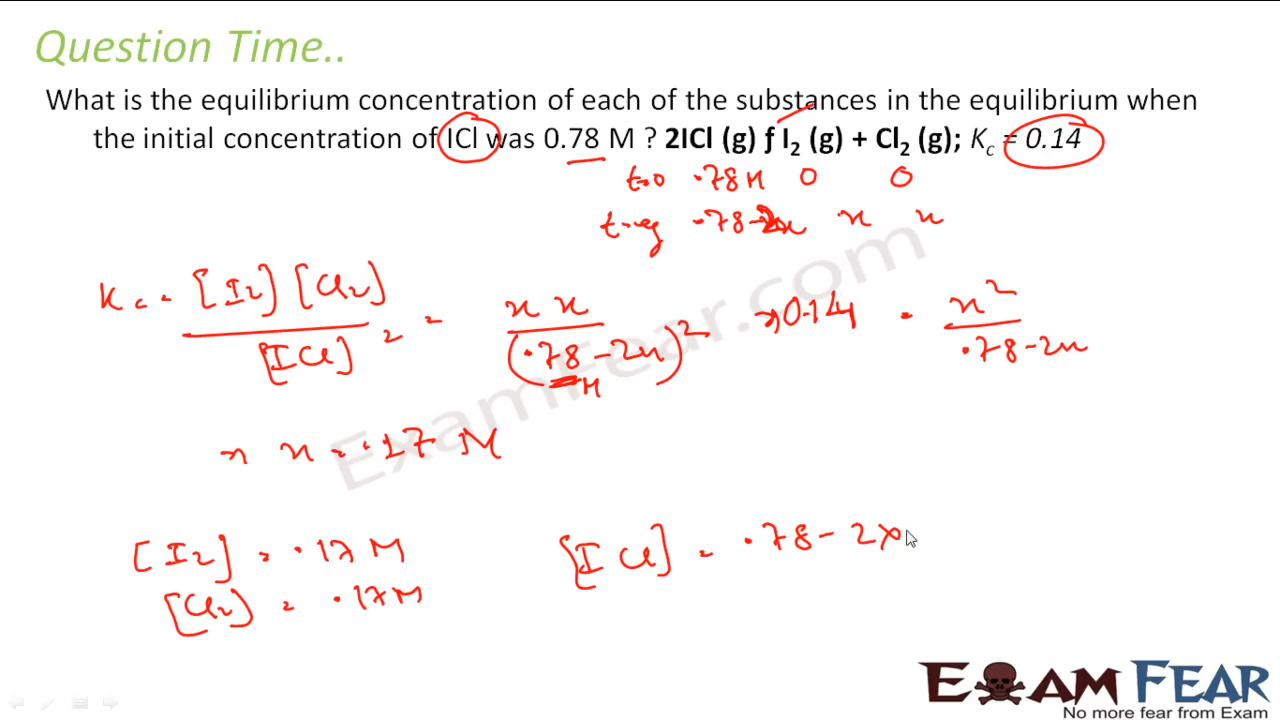 Question Time..
What is the equilibrium concentration of each of the substances in the equilibrium when
the initial concentration of ICl was 0.78 M ? 2ICl (g) ƒ I₂ (g) + Cl₂ (g); Kc = 0.14
t=0 .78M 0 0
t=eq .78-2x x x
Kc = [I₂] [Cl₂] / [ICl]² = x x / (.78-2x)² ⇒ 0.14 = x² / .78-2x
M
x = .17 M
[I₂] = .17 M [ICl] = .78 - 2×
[Cl₂] = .17M
ExamFear.com
EXAM FEAR
No more fear from Exam